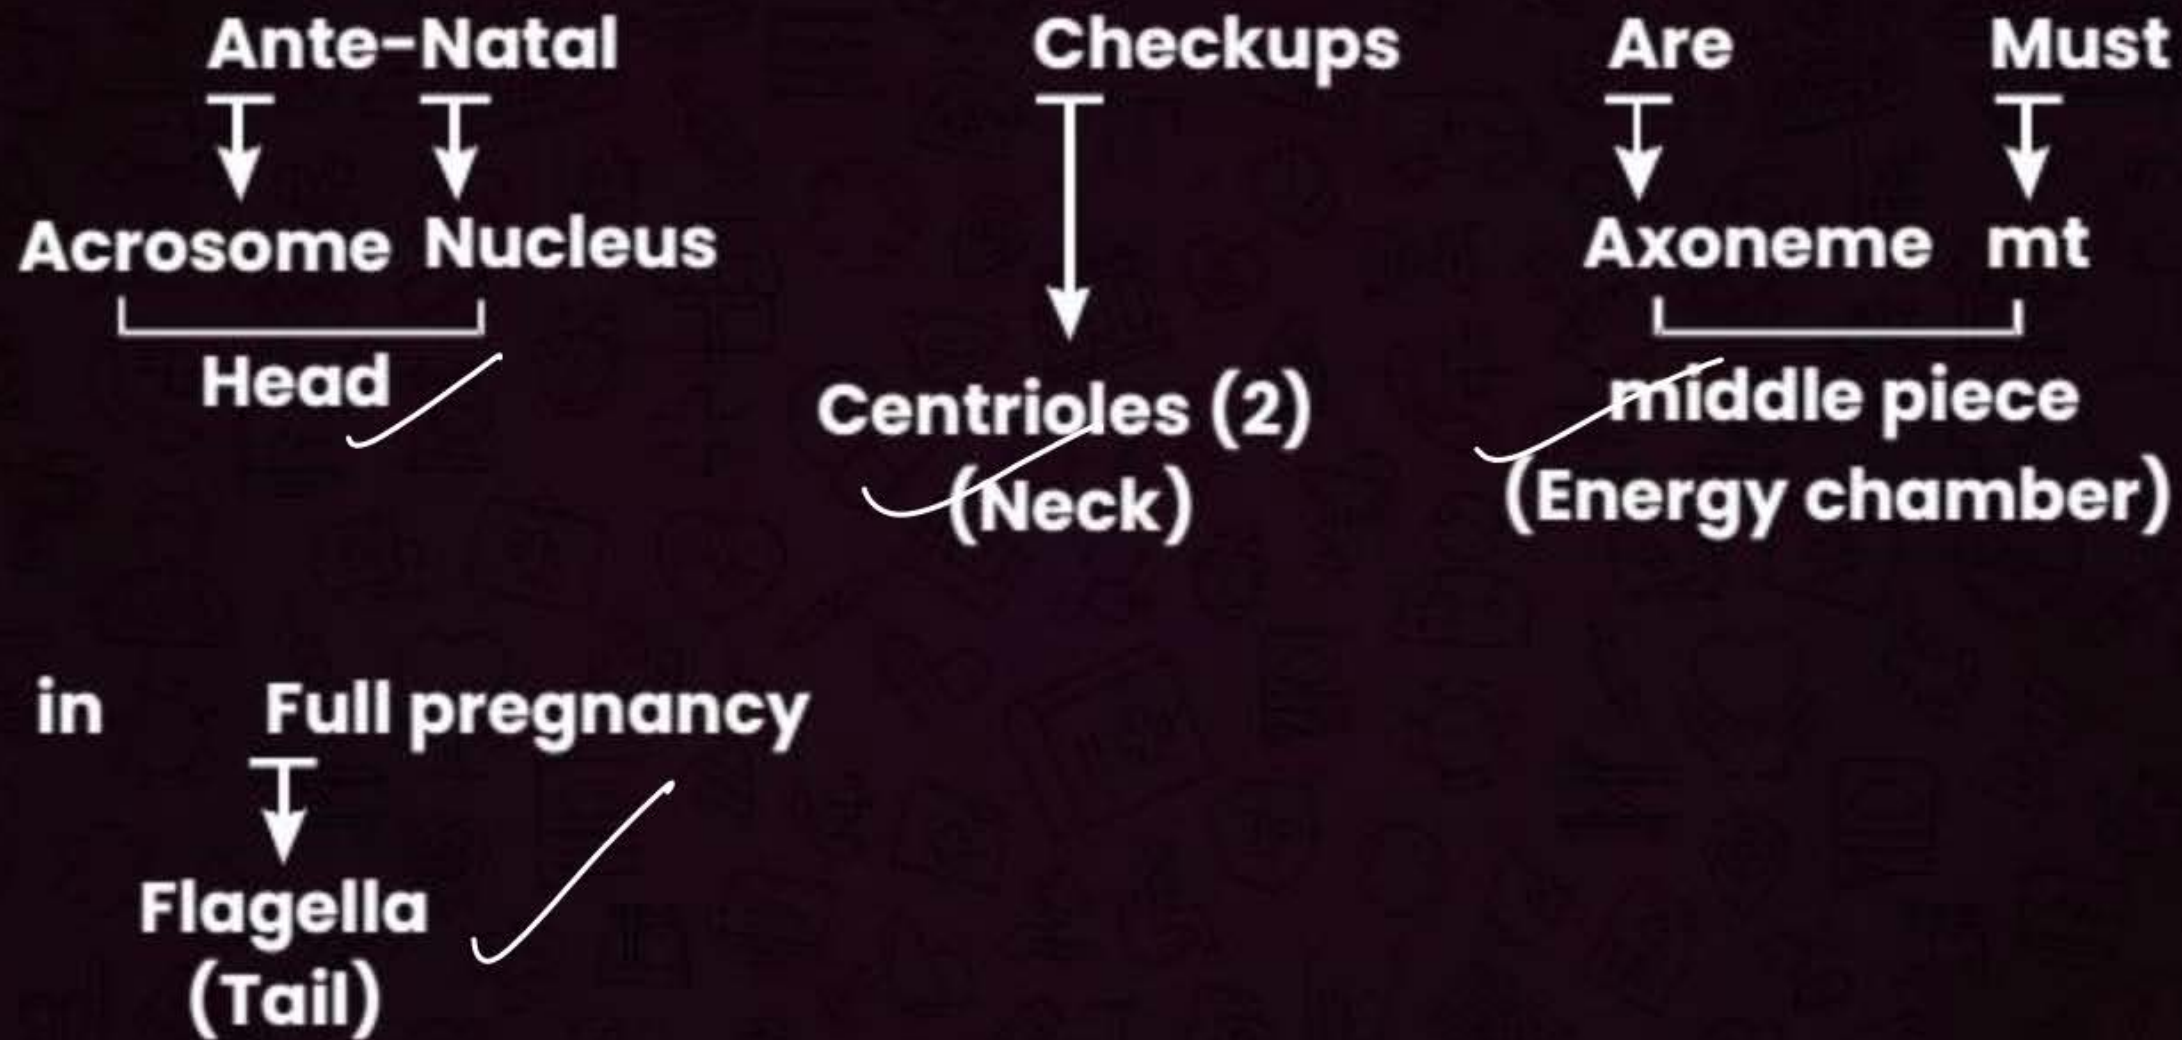 Ante-Natal Checkups Are Must
Acrosome Nucleus Axoneme mt
Head
Centrioles (2)
(Neck)
middle piece
(Energy chamber)
in Full pregnancy
Flagella
(Tail)